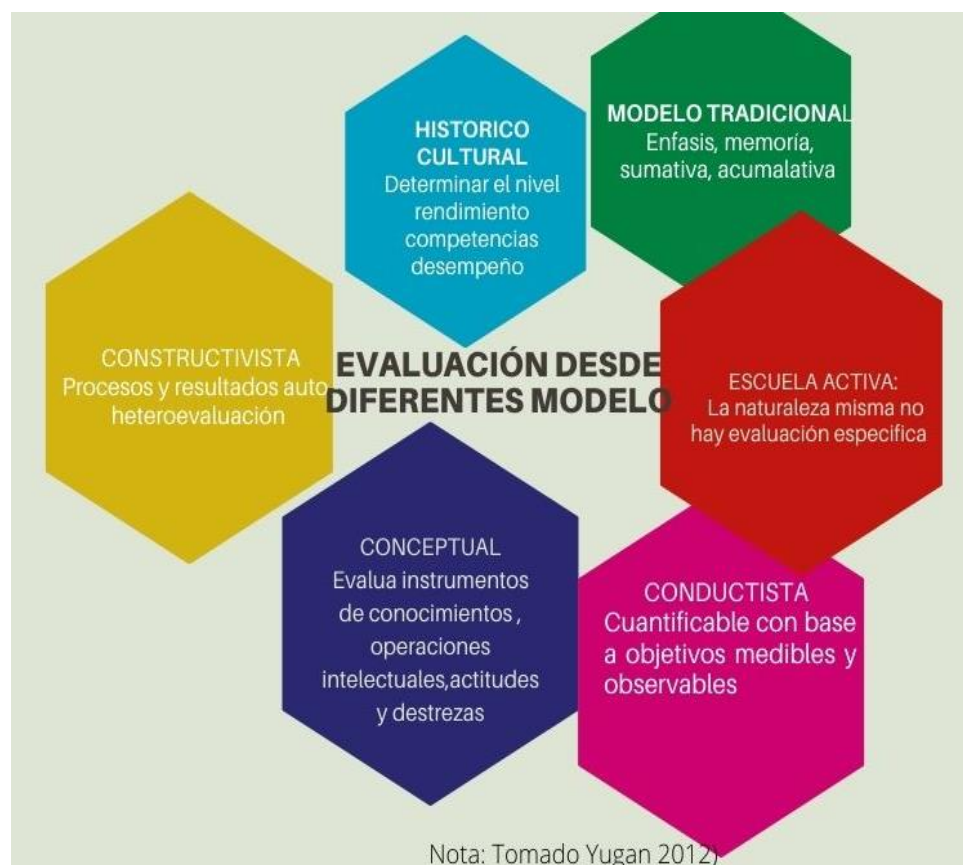 MODELO TRADICIONAL
Enfasis, memoría,
sumativa, acumalativa
HISTORICO
CULTURAL
Determinar el nivel
rendimiento
competencias
desempeño
CONSTRUCTIVISTA
Procesos y resultados auto
heteroevaluación
EVALUACIÓN DESDE
DIFERENTES MODELO
ESCUELA ACTIVA:
La naturaleza misma no
hay evaluación especifica
CONCEPTUAL
Evalua instrumentos
de conocimientos ,
operaciones
intelectuales,actitudes
y destrezas
CONDUCTISTA
Cuantificable con base
a objetivos medibles y
observables
Nota: Tomado Yugan 2012)